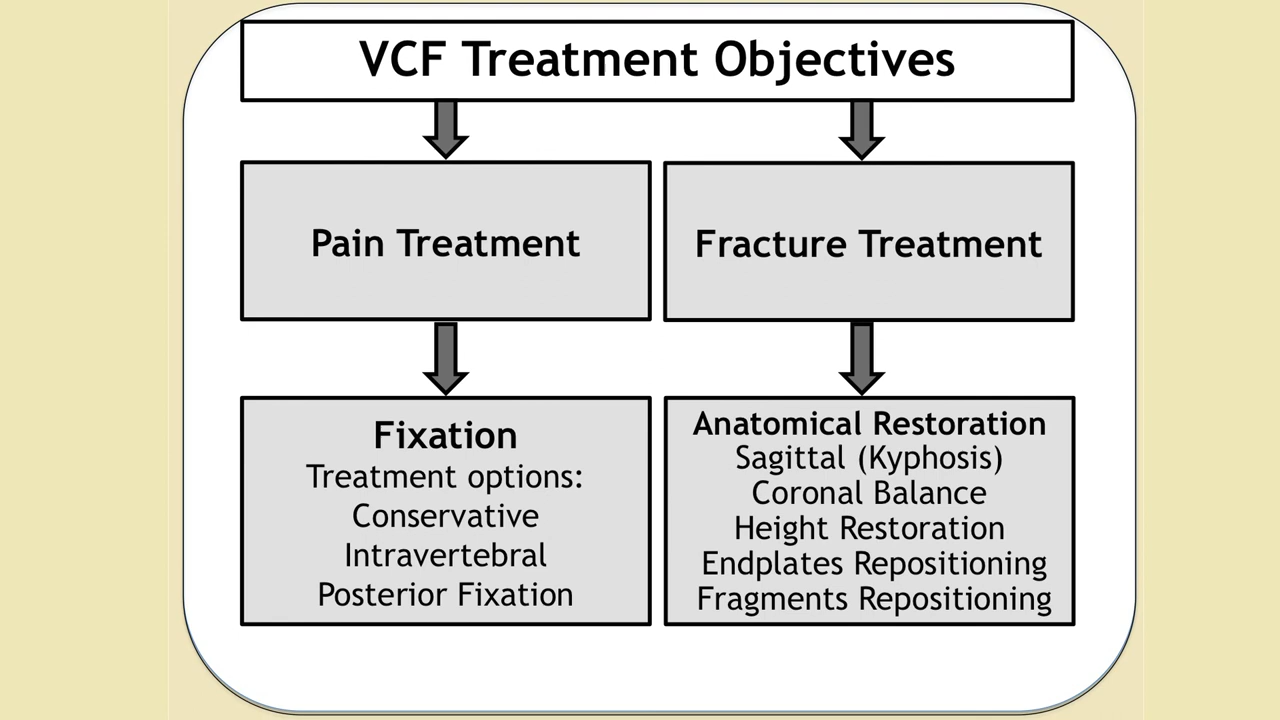 VCF Treatment Objectives
Pain Treatment
Fracture Treatment
Fixation
Treatment options:
Conservative
Intravertebral
Posterior Fixation
Anatomical Restoration
Sagittal (Kyphosis)
Coronal Balance
Height Restoration
Endplates Repositioning
Fragments Repositioning